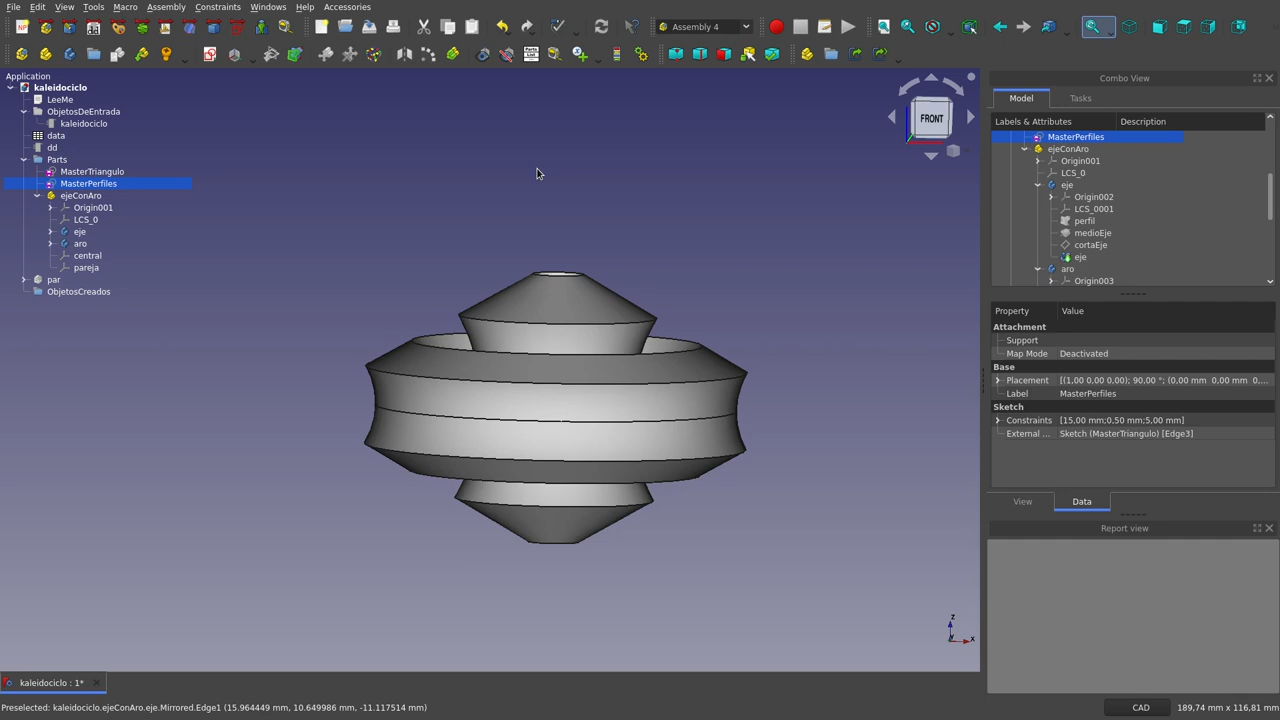 File Edit View Tools Macro Assembly Constraints Windows Help Accessories
Assembly 4
Application
kaleidociclo
LeeMe
ObjetosDeEntrada
kaleidociclo
data
dd
Parts
MasterTriangulo
MasterPerfiles
ejeConAro
Origin001
LCS_0
eje
aro
central
pareja
par
ObjetosCreados
FRONT
Z
Y
X
kaleidociclo : 1*
Combo View
Model Tasks
Labels & Attributes Description
MasterPerfiles
ejeConAro
Origin001
LCS_0
eje
Origin002
LCS_0001
perfil
medioEje
cortaEje
eje
aro
Origin003
Property Value
Attachment
Support
Map Mode Deactivated
Base
Placement [(1,00 0,00 0,00); 90,00 °; (0,00 mm 0,00 mm 0,...
Label MasterPerfiles
Sketch
Constraints [15,00 mm;0,50 mm;5,00 mm]
External ... Sketch (MasterTriangulo) [Edge3]
View Data
Report view
Preselected: kaleidociclo.ejeConAro.eje.Mirrored.Edge1 (15.964449 mm, 10.649986 mm, -11.117514 mm)
CAD 189,74 mm x 116,81 mm